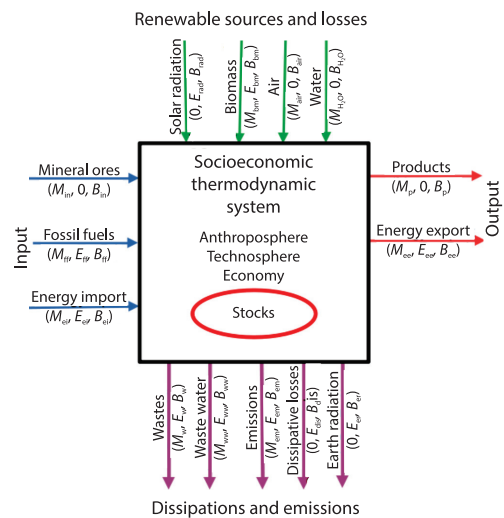 Renewable sources and losses
Solar radiation
(0, E_rad, B_rad)
Biomass
(M_bm, E_bm, B_bm)
Air
(M_air, 0, B_air)
Water
(M_H₂O, 0, B_H₂O)
Input
Mineral ores
(M_in, 0, B_in)
Fossil fuels
(M_ff, E_ff, B_ff)
Energy import
(M_ei, E_ei, B_ei)
Socioeconomic
thermodynamic
system
Anthroposphere
Technosphere
Economy
Stocks
Products
(M_p, 0, B_p)
Energy export
(M_ee, E_ee, B_ee)
Output
Wastes
(M_w, E_w, B_w)
Waste water
(M_ww, E_ww, B_ww)
Emissions
(M_em, E_em, B_em)
Dissipative losses
(0, E_dis, B_dis)
Earth radiation
(0, E_er, B_er)
Dissipations and emissions